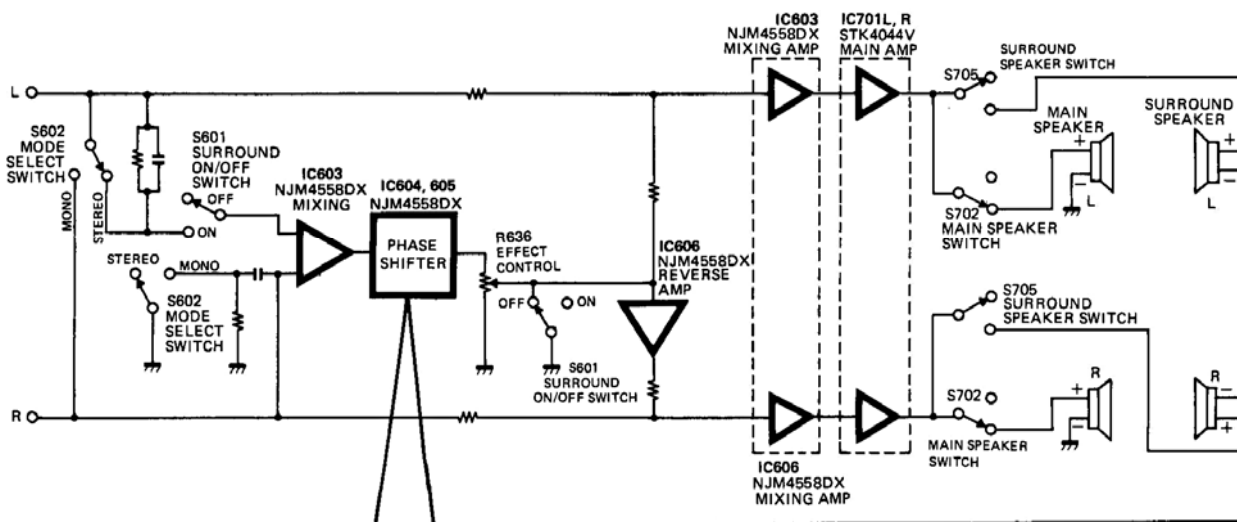 IC603
NJM4558DX
MIXING AMP
IC701L, R
STK4044V
MAIN AMP
SURROUND
SPEAKER SWITCH
S705
L
S602
MODE
SELECT
SWITCH
S601
SURROUND
ON/OFF
SWITCH
MAIN
SPEAKER
SURROUND
SPEAKER
+
−
L
+
−
L
MONO
STEREO
OFF
ON
IC603
NJM4558DX
MIXING
IC604, 605
NJM4558DX
PHASE
SHIFTER
R636
EFFECT
CONTROL
IC606
NJM4558DX
REVERSE
AMP
S702
MAIN SPEAKER
SWITCH
STEREO
MONO
S602
MODE
SELECT
SWITCH
OFF
ON
S601
SURROUND
ON/OFF SWITCH
S705
SURROUND
SPEAKER SWITCH
R
S702
MAIN SPEAKER
SWITCH
+
−
R
R
−
+
IC606
NJM4558DX
MIXING AMP